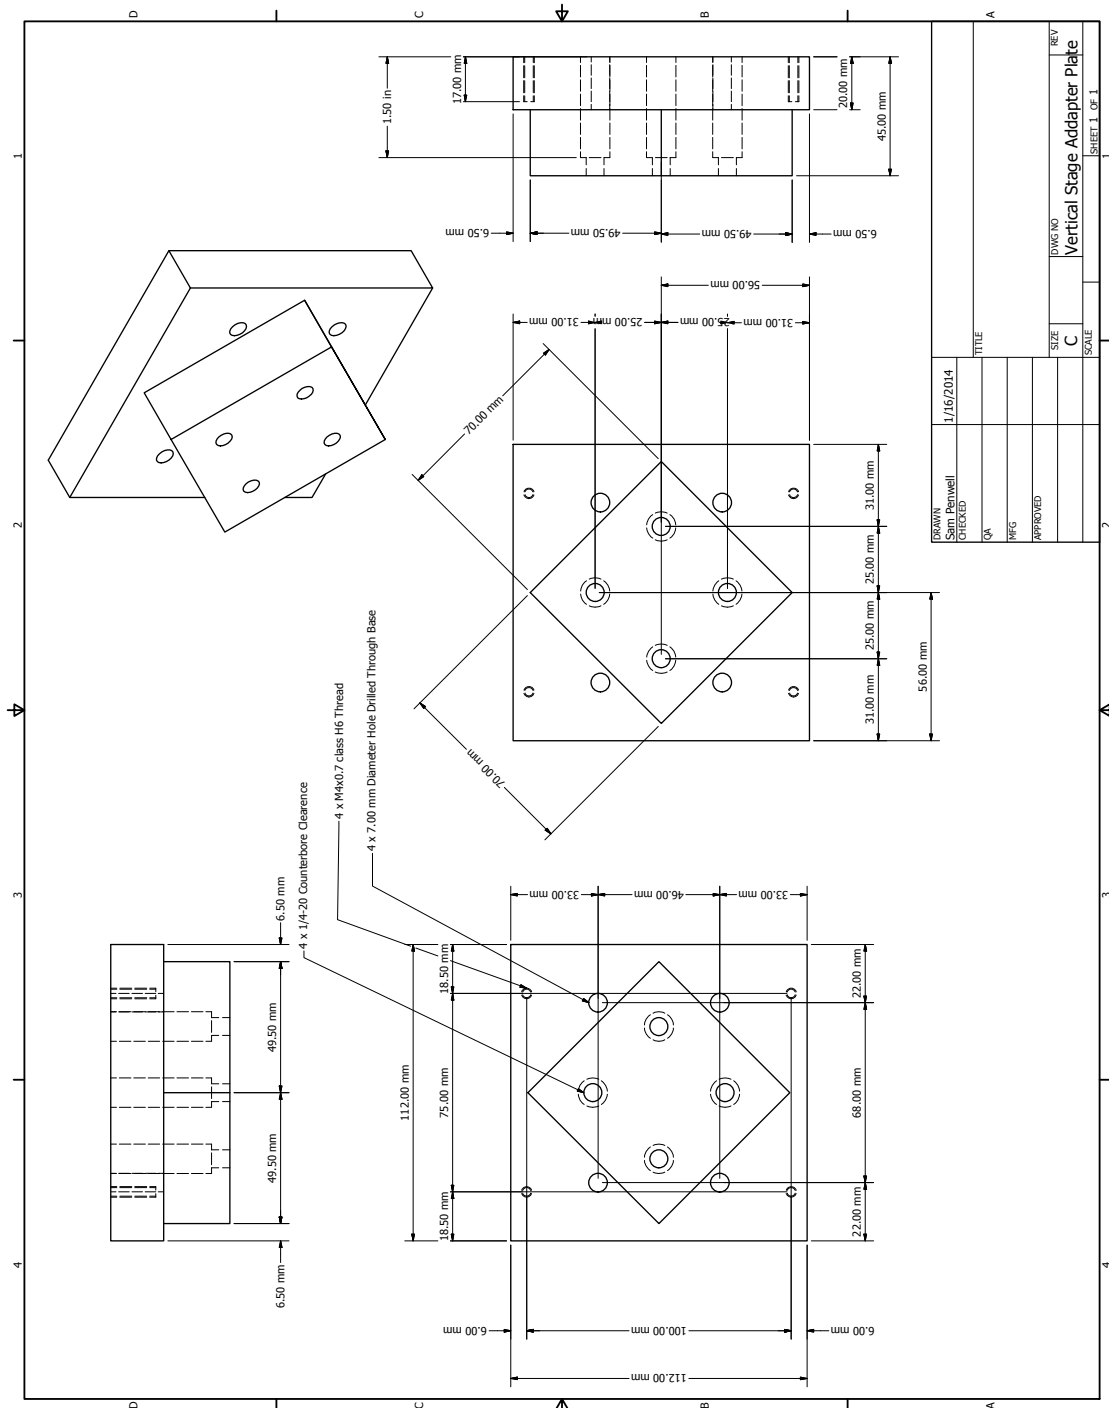 D
C
B
A
1
2
3
4
17.00 mm
1.50 in
20.00 mm
45.00 mm
6.50 mm
49.50 mm
49.50 mm
6.50 mm
56.00 mm
31.00 mm
25.00 mm
25.00 mm
31.00 mm
70.00 mm
70.00 mm
31.00 mm
25.00 mm
25.00 mm
31.00 mm
56.00 mm
4 x 1/4-20 Counterbore Clearence
4 x M4x0.7 class H6 Thread
4 x 7.00 mm Diameter Hole Drilled Through Base
6.50 mm
49.50 mm
49.50 mm
6.50 mm
33.00 mm
46.00 mm
33.00 mm
18.50 mm
75.00 mm
18.50 mm
112.00 mm
22.00 mm
68.00 mm
22.00 mm
6.00 mm
100.00 mm
6.00 mm
112.00 mm
DRAWN
Sam Penwell
1/16/2014
CHECKED
QA
MFG
APPROVED
TITLE
SIZE
C
DWG NO
Vertical Stage Addapter Plate
REV
SCALE
SHEET 1 OF 1
D
C
B
A
1
2
3
4